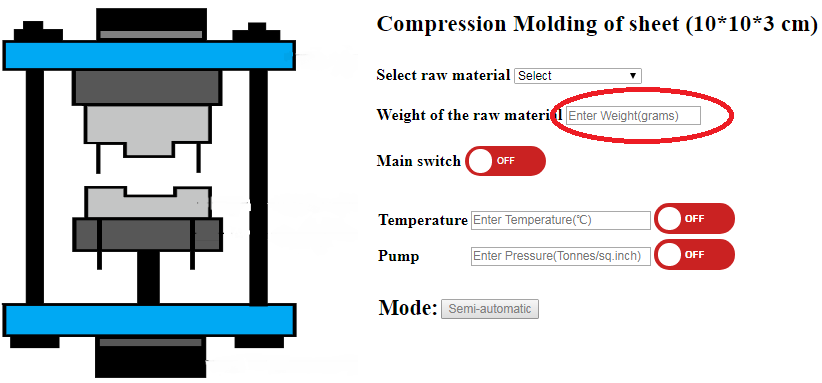 Compression Molding of sheet (10*10*3 cm)
Select raw material Select
Weight of the raw material Enter Weight(grams)
Main switch OFF
Temperature Enter Temperature(℃) OFF
Pump Enter Pressure(Tonnes/sq.inch) OFF
Mode: Semi-automatic